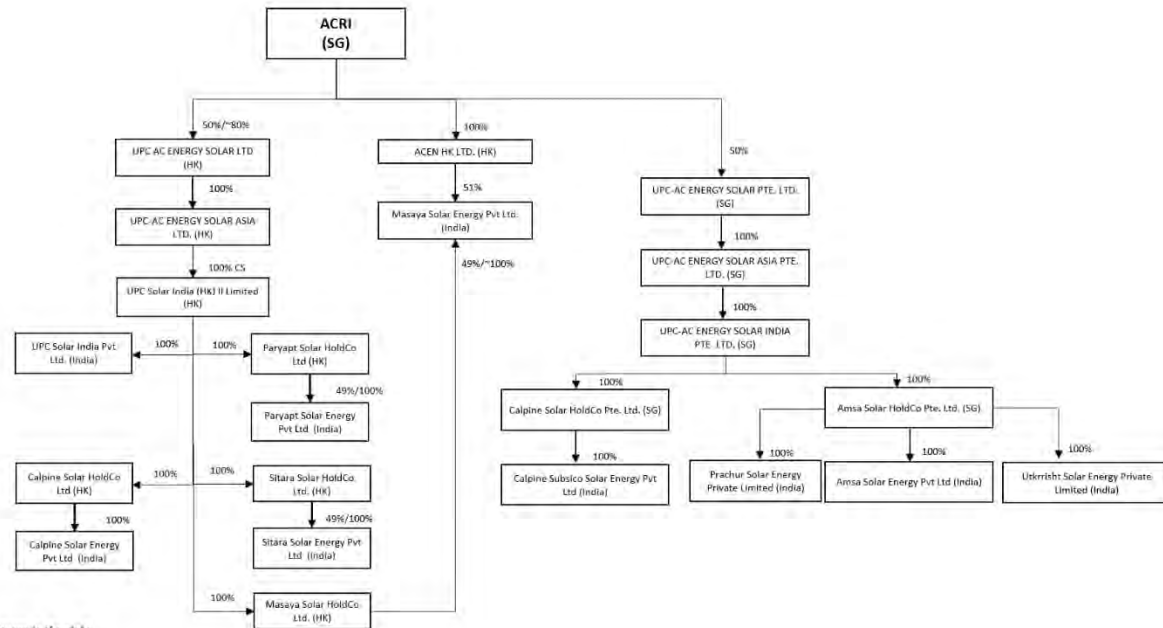 ACRI
(SG)
50%/~80%
100%
50%
UPC AC ENERGY SOLAR LTD
(HK)
ACEN HK LTD. (HK)
UPC-AC ENERGY SOLAR PTE. LTD.
(SG)
100%
51%
100%
UPC-AC ENERGY SOLAR ASIA
LTD. (HK)
Masaya Solar Energy Pvt Ltd.
(India)
UPC-AC ENERGY SOLAR ASIA PTE.
LTD. (SG)
100% CS
49%/~100%
100%
UPC Solar India (HK) II Limited
(HK)
UPC-AC ENERGY SOLAR INDIA
PTE. LTD. (SG)
UPC Solar India Pvt
Ltd. (India)
100%
100%
Paryapt Solar HoldCo
Ltd (HK)
49%/100%
Paryapt Solar Energy
Pvt Ltd (India)
100%
100%
Calpine Solar HoldCo Pte. Ltd. (SG)
Amsa Solar HoldCo Pte. Ltd. (SG)
100%
100%
100%
100%
Calpine Subsico Solar Energy Pvt
Ltd (India)
Prachur Solar Energy
Private Limited (India)
Amsa Solar Energy Pvt Ltd (India)
Utkrrisht Solar Energy Private
Limited (India)
Calpine Solar HoldCo
Ltd (HK)
100%
100%
Sitara Solar HoldCo
Ltd. (HK)
100%
49%/100%
Calpine Solar Energy
Pvt Ltd (India)
Sitara Solar Energy Pvt
Ltd (India)
100%
Masaya Solar HoldCo
Ltd. (HK)